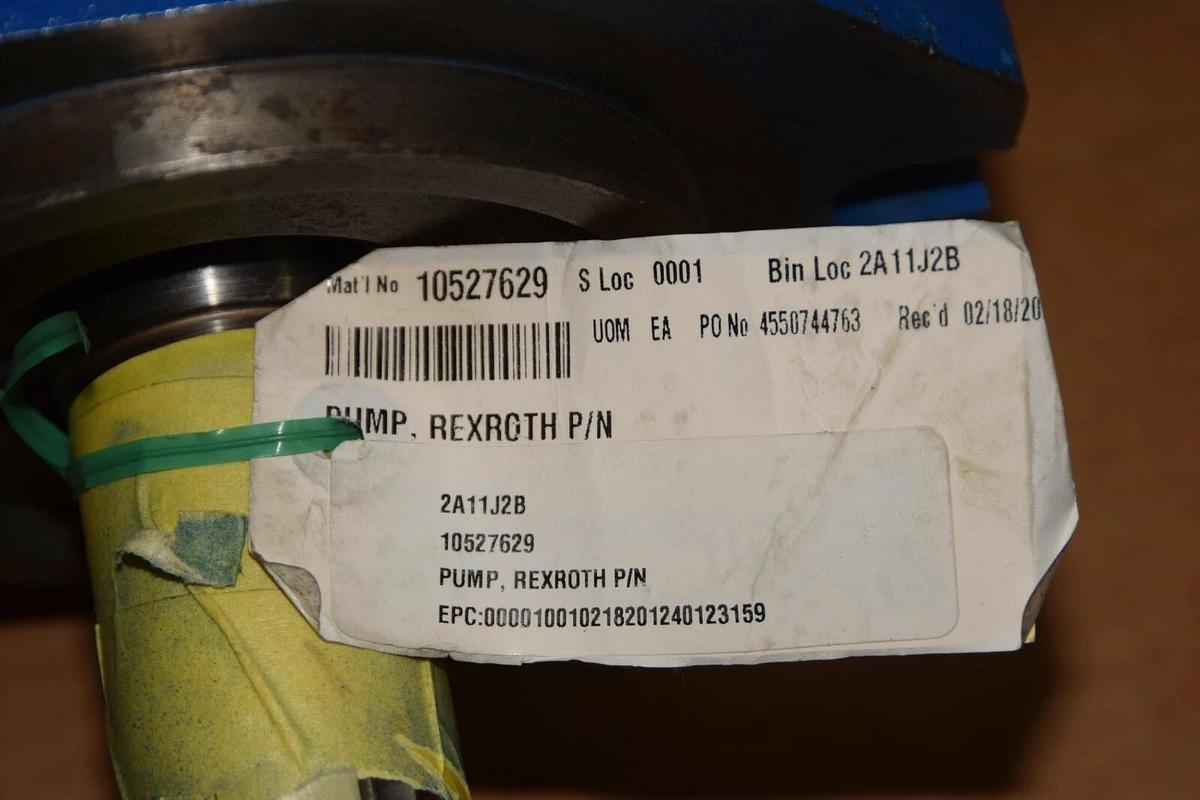 Mat'l No 10527629 S Loc 0001 Bin Loc 2A11J2B
UOM EA PO No 4550744763 Rec'd 02/18/20
PUMP, REXROTH P/N
2A11J2B
10527629
PUMP, REXROTH P/N
EPC:000010010218201240123159